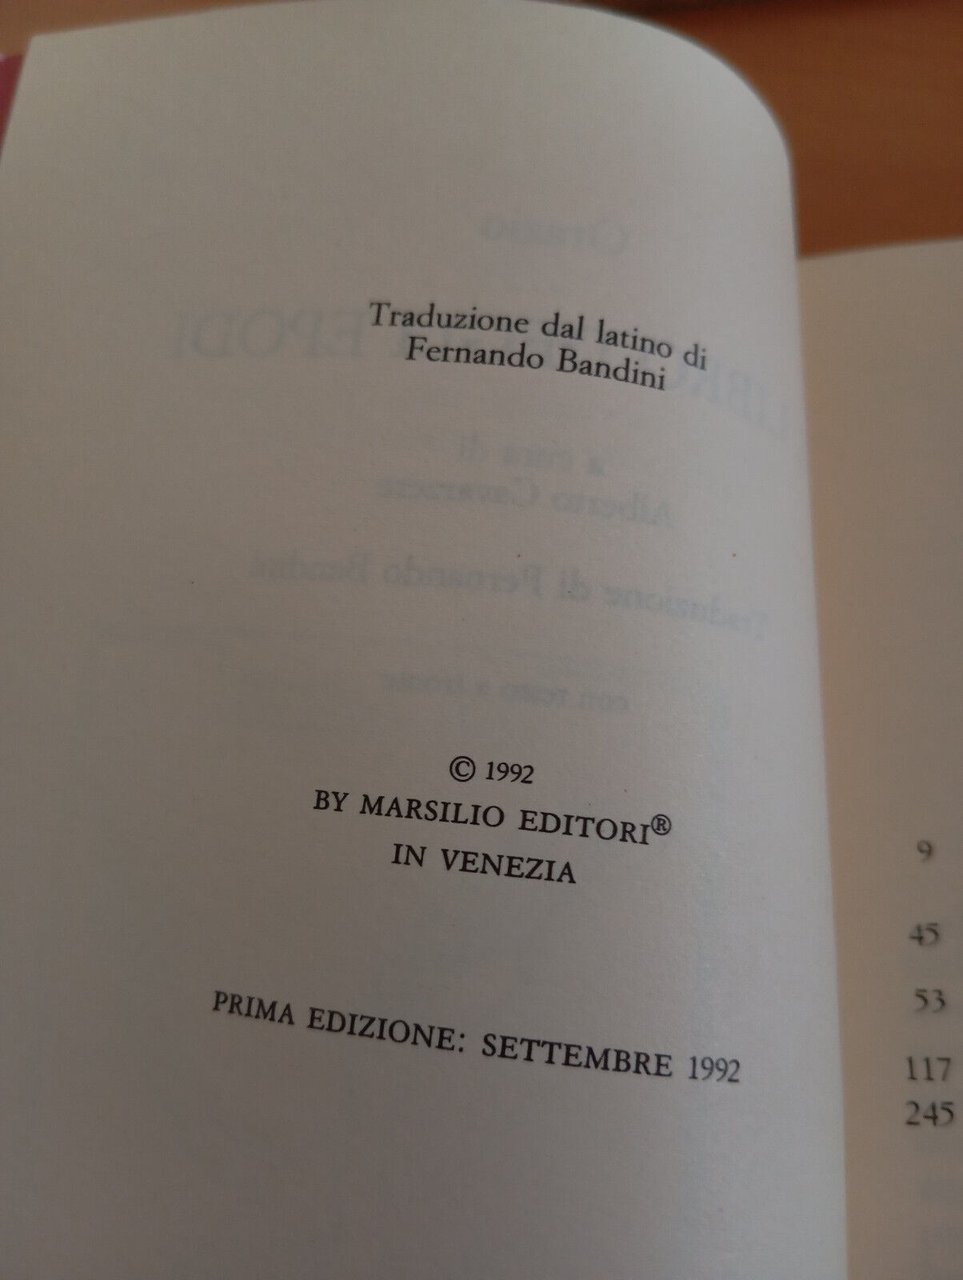 Traduzione dal latino di
Fernando Bandini
© 1992
BY MARSILIO EDITORI®
IN VENEZIA
PRIMA EDIZIONE: SETTEMBRE 1992
9
45
53
117
245